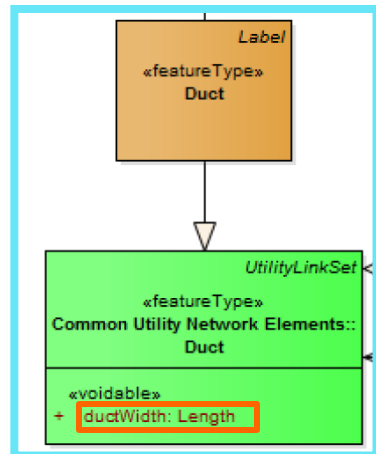 Label
«featureType»
Duct
UtilityLinkSet
«featureType»
Common Utility Network Elements::
Duct
«voidable»
+ ductWidth: Length